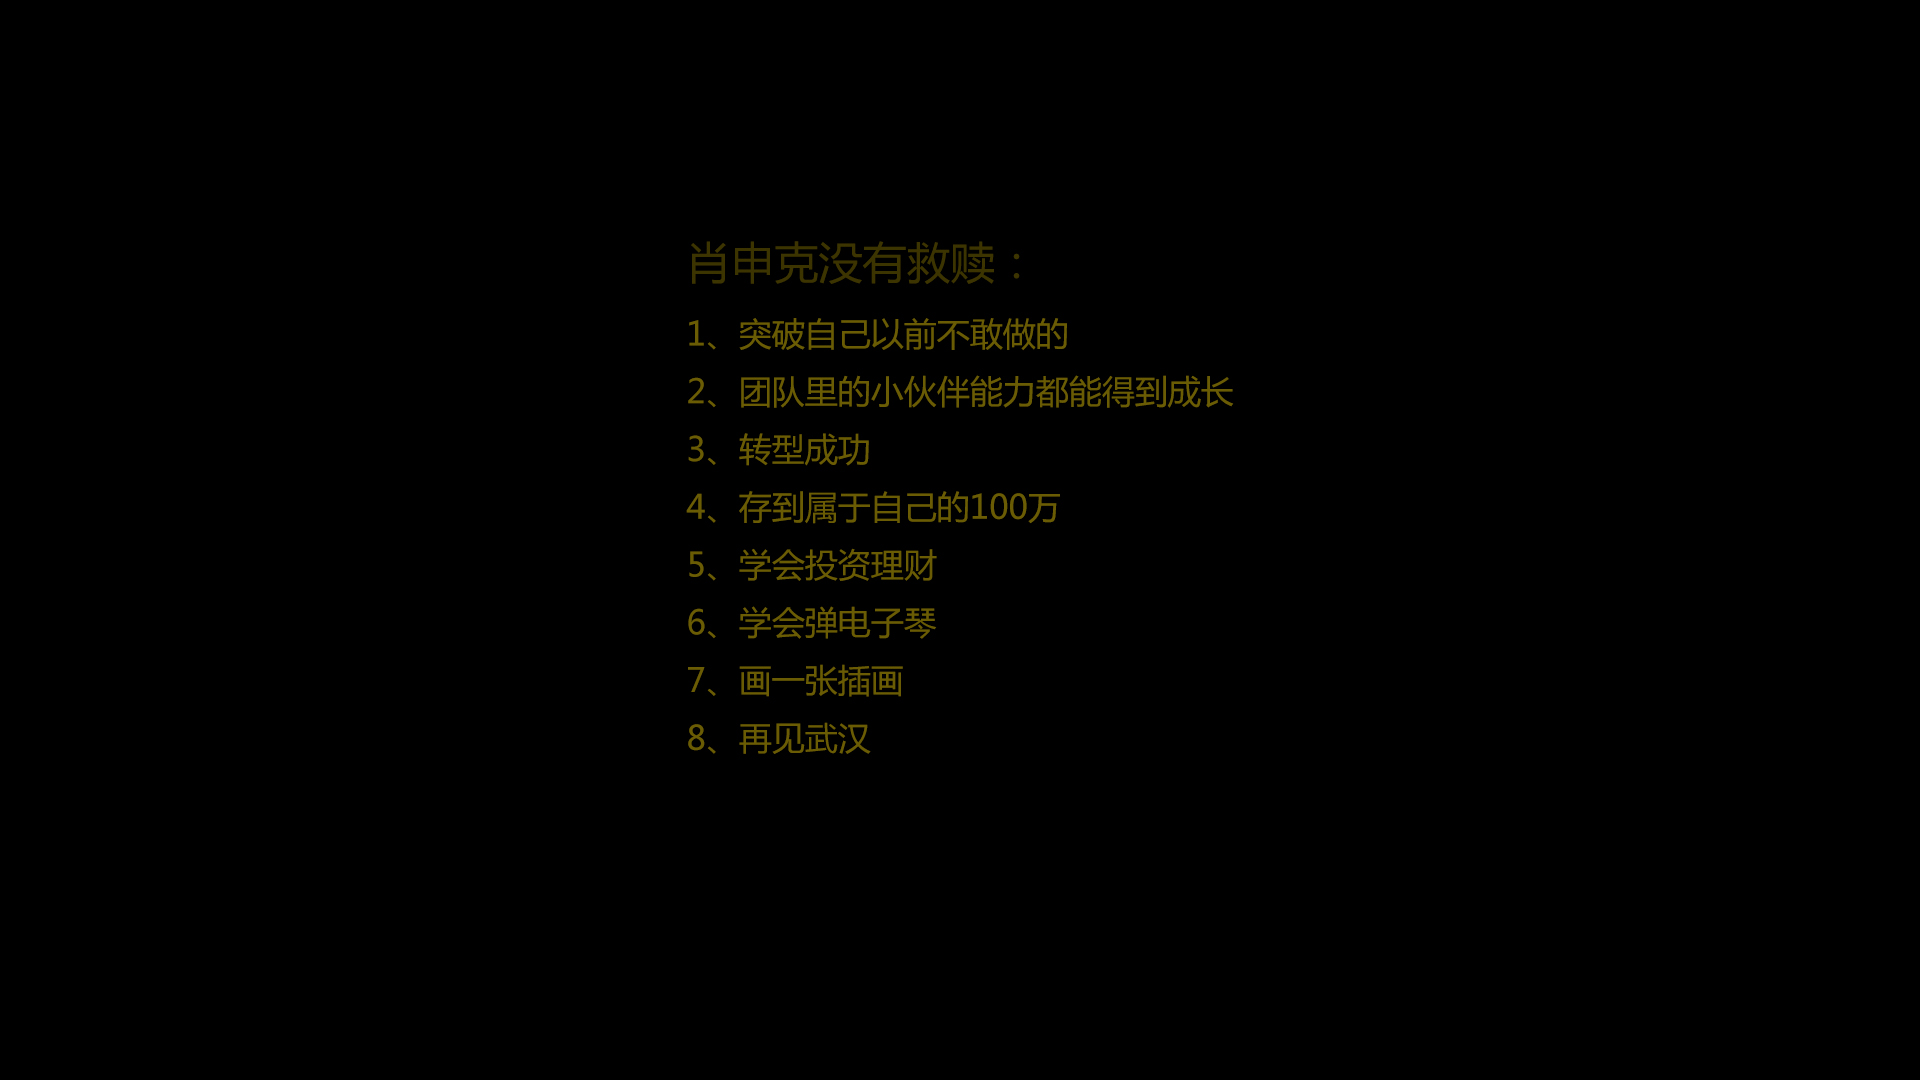 肖申克没有救赎：
1、突破自己以前不敢做的
2、团队里的小伙伴能力都能得到成长
3、转型成功
4、存到属于自己的100万
5、学会投资理财
6、学会弹电子琴
7、画一张插画
8、再见武汉